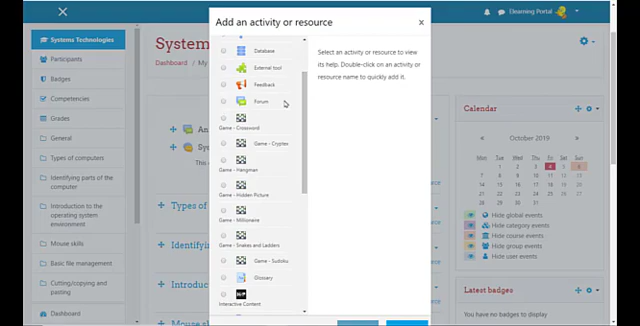 Elearning Portal
Add an activity or resource
x
Systems Technologies
Participants
Badges
Competencies
Grades
General
Types of computers
Identifying parts of the
computer
Introduction to the
operating system
environment
Mouse skills
Basic file management
Cutting/copying and
pasting
Dashboard
System
Dashboard / My
An
Sys
This
Types of
Identifyin
Introduc
Mouse sk
Database
External tool
Feedback
Forum
Game - Crossword
Game - Cryptex
Game - Hangman
Game - Hidden Picture
Game - Millionaire
Game - Snakes and Ladders
Game - Sudoku
Glossary
Interactive Content
Select an activity or resource to view
its help. Double-click on an activity or
resource name to quickly add it.
Calendar
October 2019
Mon Tue Wed Thu Fri Sat Sun
1 2 3 4 5 6
7 8 9 10 11 12 13
14 15 16 17 18 19 20
21 22 23 24 25 26 27
28 29 30 31
Hide global events
Hide category events
Hide course events
Hide group events
Hide user events
Latest badges
You have no badges to display